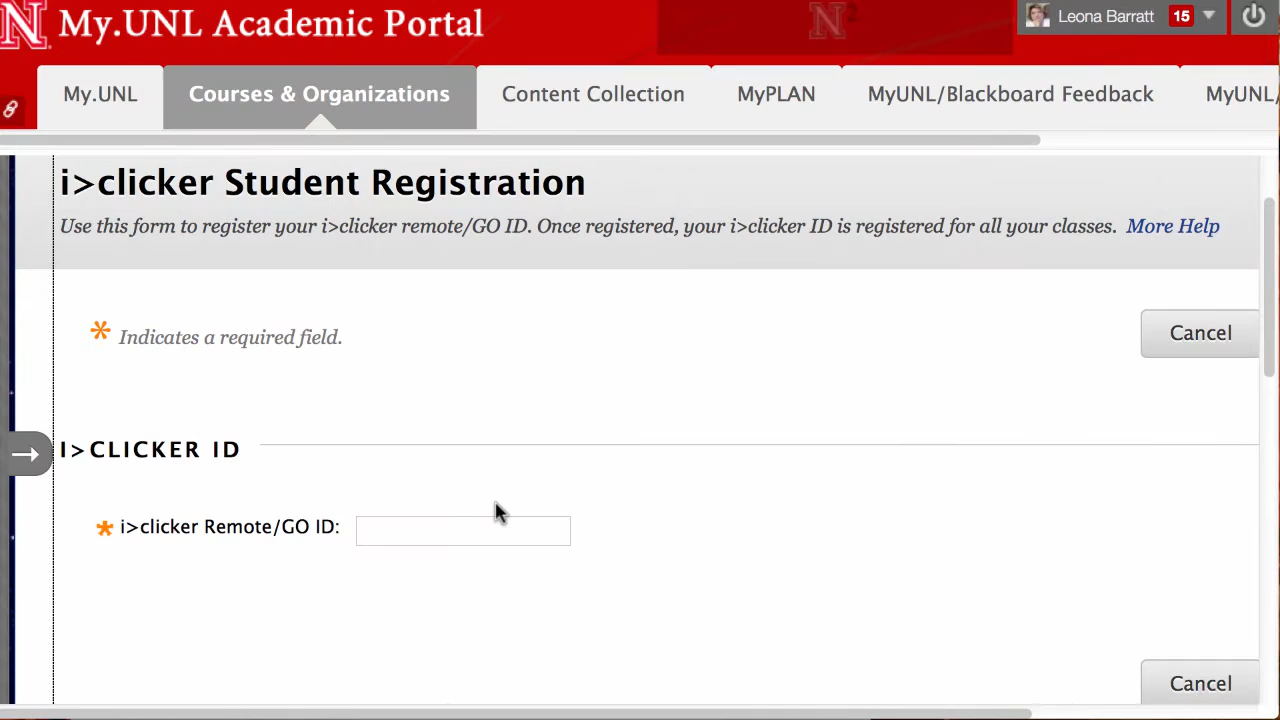 N My.UNL Academic Portal
N
Leona Barratt 15
My.UNL Courses & Organizations Content Collection MyPLAN MyUNL/Blackboard Feedback MyUNL/
i>clicker Student Registration
Use this form to register your i>clicker remote/GO ID. Once registered, your i>clicker ID is registered for all your classes. More Help
* Indicates a required field.
Cancel
I>CLICKER ID
* i>clicker Remote/GO ID:
Cancel